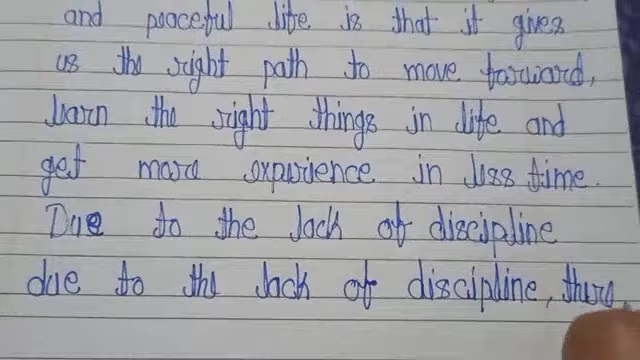 and peaceful life is that it gives
us the right path to move forward,
learn the right things in life and
get more experience in less time.
Due to the lack of discipline
due to the lack of discipline, there